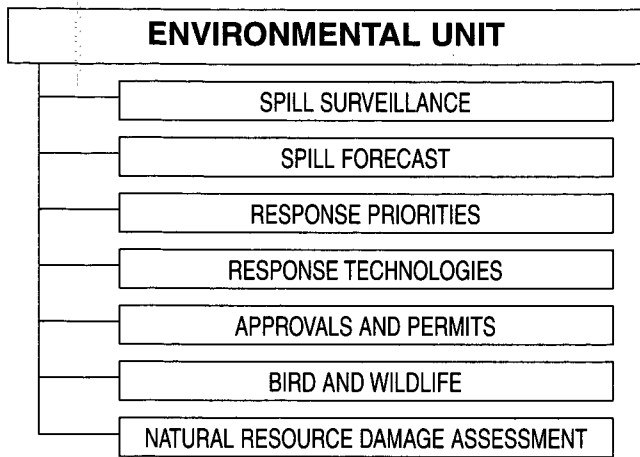 ENVIRONMENTAL UNIT
SPILL SURVEILLANCE
SPILL FORECAST
RESPONSE PRIORITIES
RESPONSE TECHNOLOGIES
APPROVALS AND PERMITS
BIRD AND WILDLIFE
NATURAL RESOURCE DAMAGE ASSESSMENT